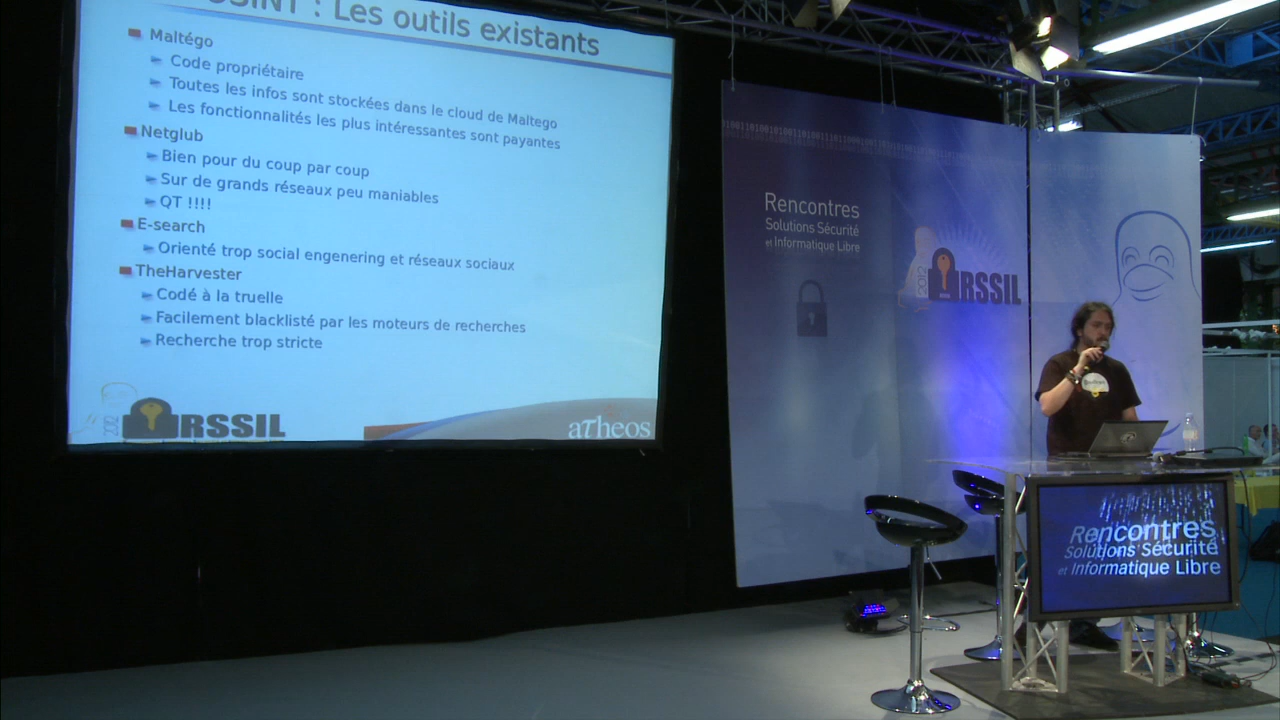 OSINT : Les outils existants
Maltégo
Code propriétaire
Toutes les infos sont stockées dans le cloud de Maltego
Les fonctionnalités les plus intéressantes sont payantes
Netglub
Bien pour du coup par coup
Sur de grands réseaux peu maniables
QT !!!!
E-search
Orienté trop social engenering et réseaux sociaux
TheHarvester
Codé à la truelle
Facilement blacklisté par les moteurs de recherches
Recherche trop stricte
2012 RSSIL
atheos
Rencontres
Solutions Sécurité
et Informatique Libre
2012 RSSIL
Rencontres
Solutions Sécurité
et Informatique Libre